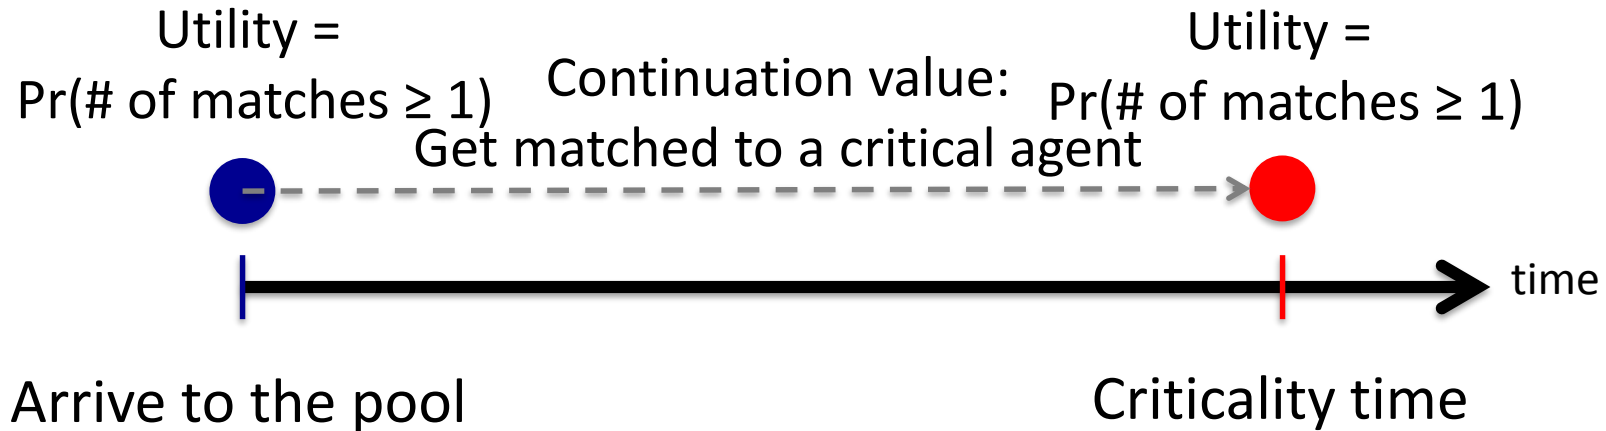 Utility =
Pr(# of matches ≥ 1)
Continuation value:
Get matched to a critical agent
Utility =
Pr(# of matches ≥ 1)
time
Arrive to the pool
Criticality time